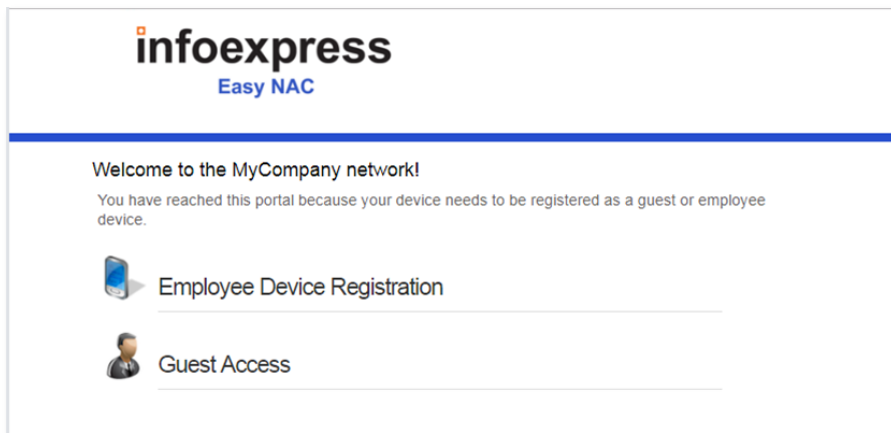 infoexpress
Easy NAC
Welcome to the MyCompany network!
You have reached this portal because your device needs to be registered as a guest or employee
device.
Employee Device Registration
Guest Access